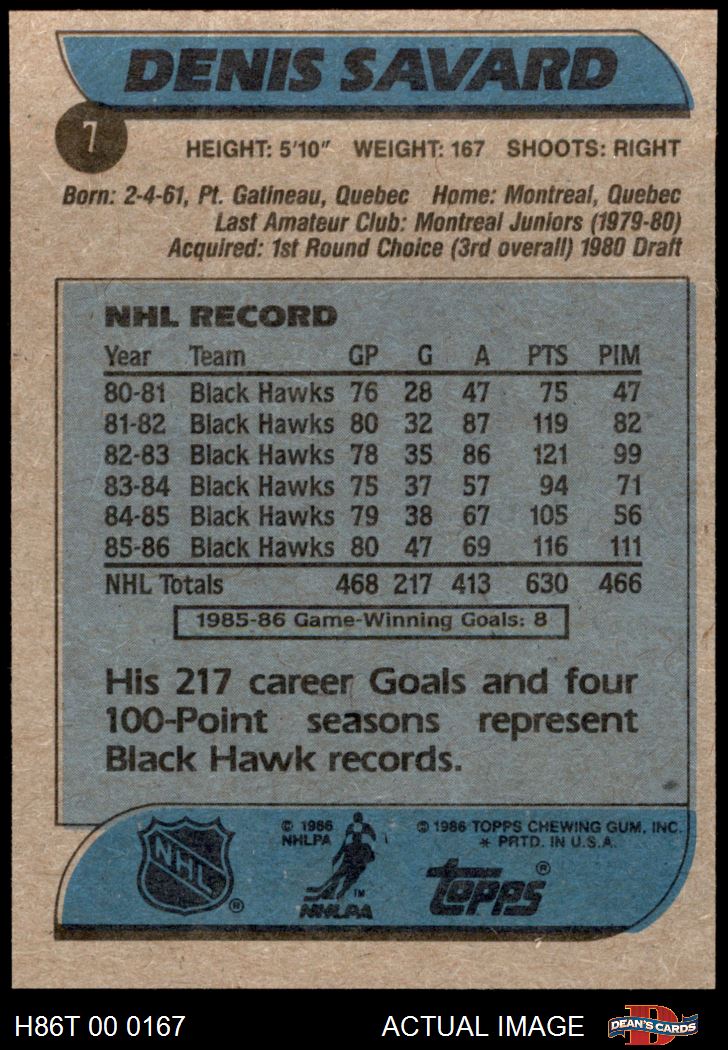 DENIS SAVARD
7
HEIGHT: 5'10" WEIGHT: 167 SHOOTS: RIGHT
Born: 2-4-61, Pt. Gatineau, Quebec Home: Montreal, Quebec
Last Amateur Club: Montreal Juniors (1979-80)
Acquired: 1st Round Choice (3rd overall) 1980 Draft
NHL RECORD
Year Team GP G A PTS PIM
80-81 Black Hawks 76 28 47 75 47
81-82 Black Hawks 80 32 87 119 82
82-83 Black Hawks 78 35 86 121 99
83-84 Black Hawks 75 37 57 94 71
84-85 Black Hawks 79 38 67 105 56
85-86 Black Hawks 80 47 69 116 111
NHL Totals 468 217 413 630 466
1985-86 Game-Winning Goals: 8
His 217 career Goals and four
100-Point seasons represent
Black Hawk records.
NHL ®
© 1986
NHLPA
TM
NHLPA
© 1986 TOPPS CHEWING GUM, INC.
* PRTD. IN U.S.A.
topps ®
H86T 00 0167 ACTUAL IMAGE D DEAN'S CARDS